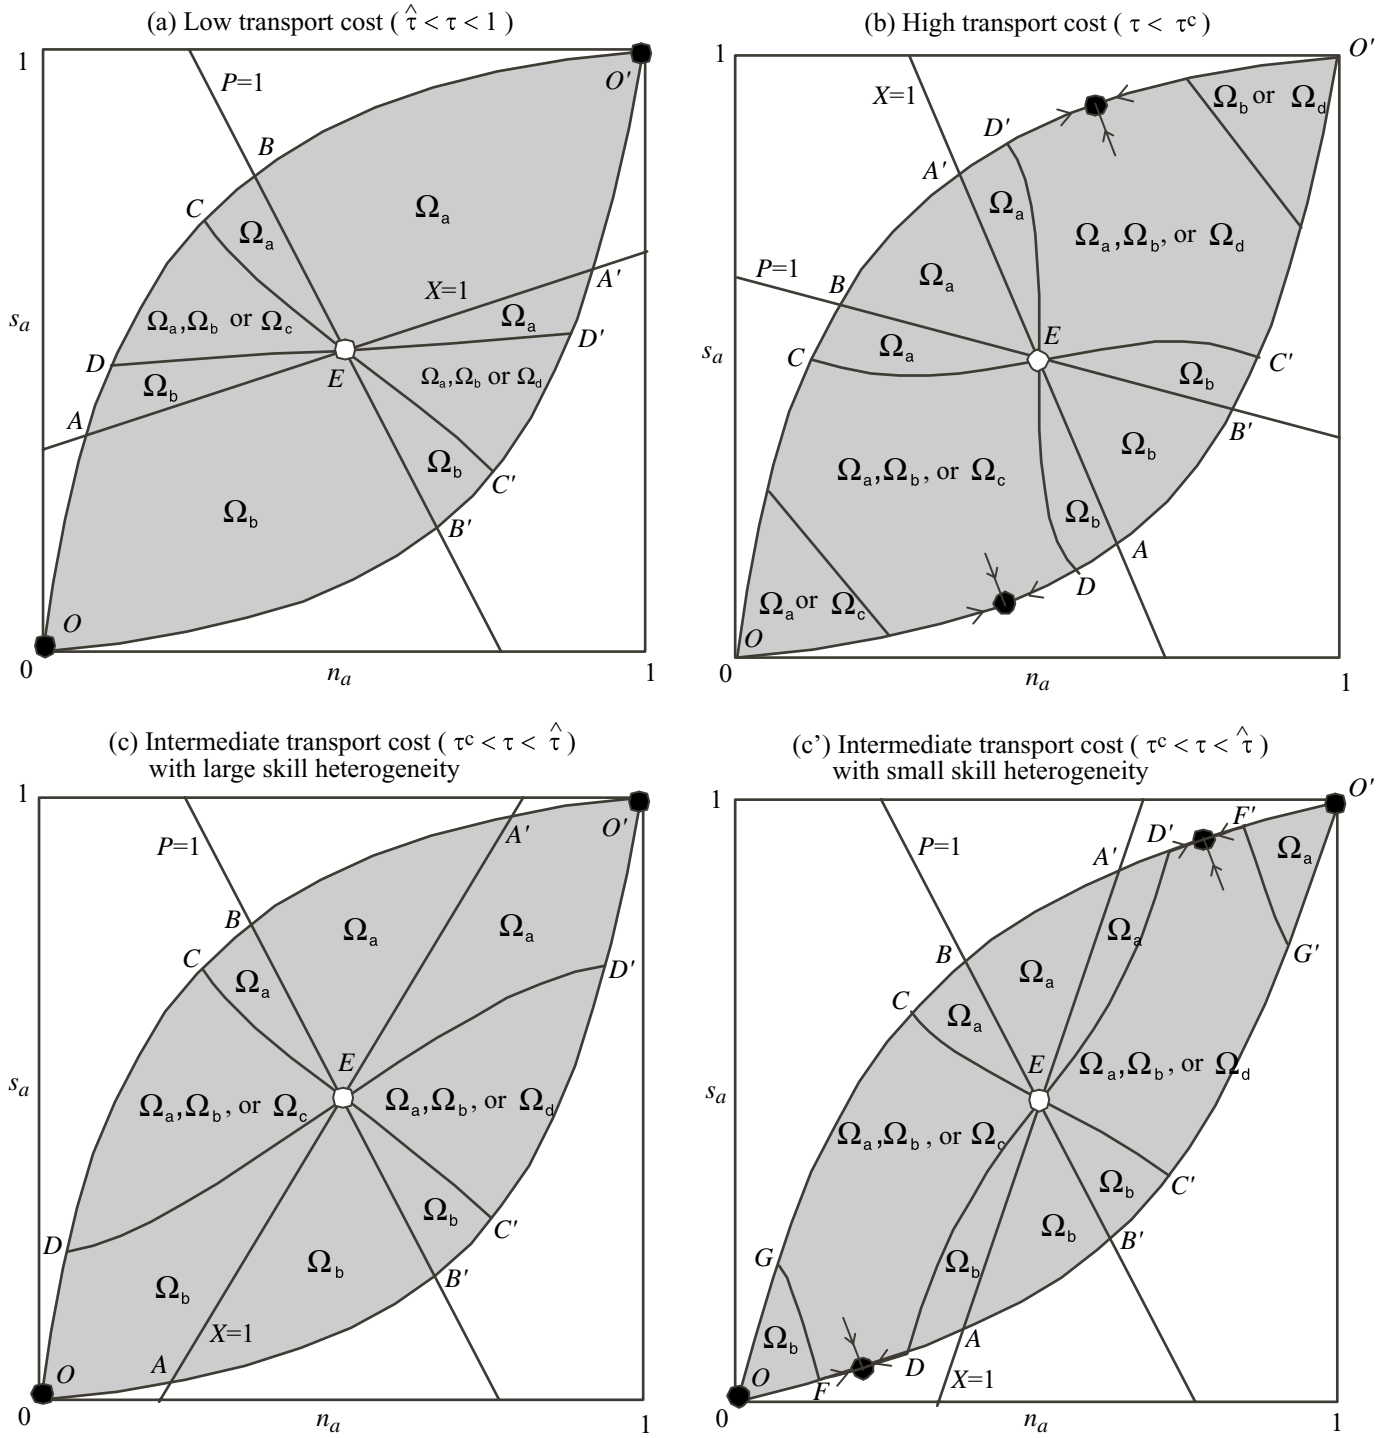 (a) Low transport cost ( τ̂ < τ < 1 )
1
P=1
O'
B
C
Ωa
Ωa
X=1
A'
Ωa,Ωb or Ωc
Ωa
sa
D
D'
E
Ωb
Ωa,Ωb or Ωd
A
Ωb
C'
Ωb
B'
O
0
na
1
(b) High transport cost ( τ < τc)
1
O'
X=1
Ωb or Ωd
D'
A'
Ωa
Ωa,Ωb, or Ωd
P=1
B
Ωa
E
sa
C
Ωa
C'
Ωb
B'
Ωb
Ωa,Ωb, or Ωc
Ωb
A
D
Ωa or Ωc
O
0
na
1
(c) Intermediate transport cost ( τc < τ < τ̂ )
with large skill heterogeneity
1
A'
O'
P=1
B
Ωa
Ωa
C
Ωa
D'
E
sa
Ωa,Ωb, or Ωc
Ωa,Ωb, or Ωd
Ωb
C'
D
Ωb
Ωb
B'
X=1
O
A
0
na
1
(c') Intermediate transport cost ( τc < τ < τ̂ )
with small skill heterogeneity
O'
1
F'
D'
P=1
A'
Ωa
Ωa
B
G'
Ωa
C
Ωa
E
Ωa,Ωb, or Ωd
sa
Ωa,Ωb, or Ωc
Ωb
C'
Ωb
B'
G
Ωb
Ωb
A
O
D
F
X=1
0
na
1